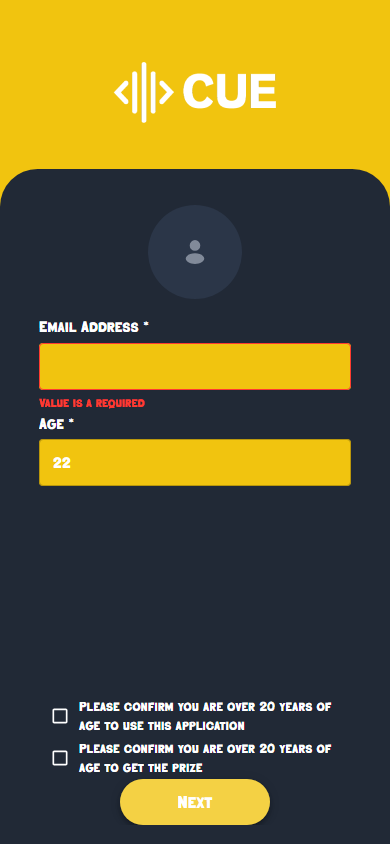 CUE
Email Address *
Value is a required
Age *
22
Please confirm you are over 20 years of
age to use this application
Please confirm you are over 20 years of
age to get the prize
Next